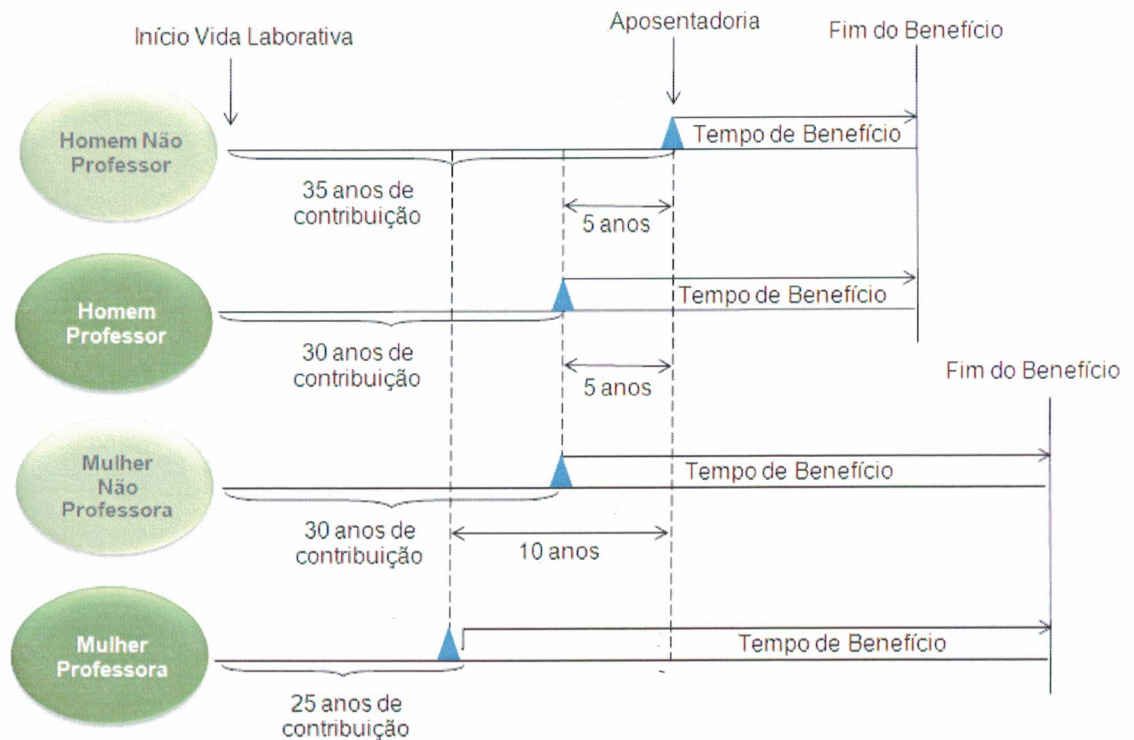 Início Vida Laborativa
Aposentadoria
Fim do Benefício
Homem Não
Professor
Tempo de Benefício
35 anos de
contribuição
5 anos
Homem
Professor
Tempo de Benefício
30 anos de
contribuição
5 anos
Fim do Benefício
Mulher
Não
Professora
Tempo de Benefício
30 anos de
contribuição
10 anos
Mulher
Professora
Tempo de Benefício
25 anos de
contribuição